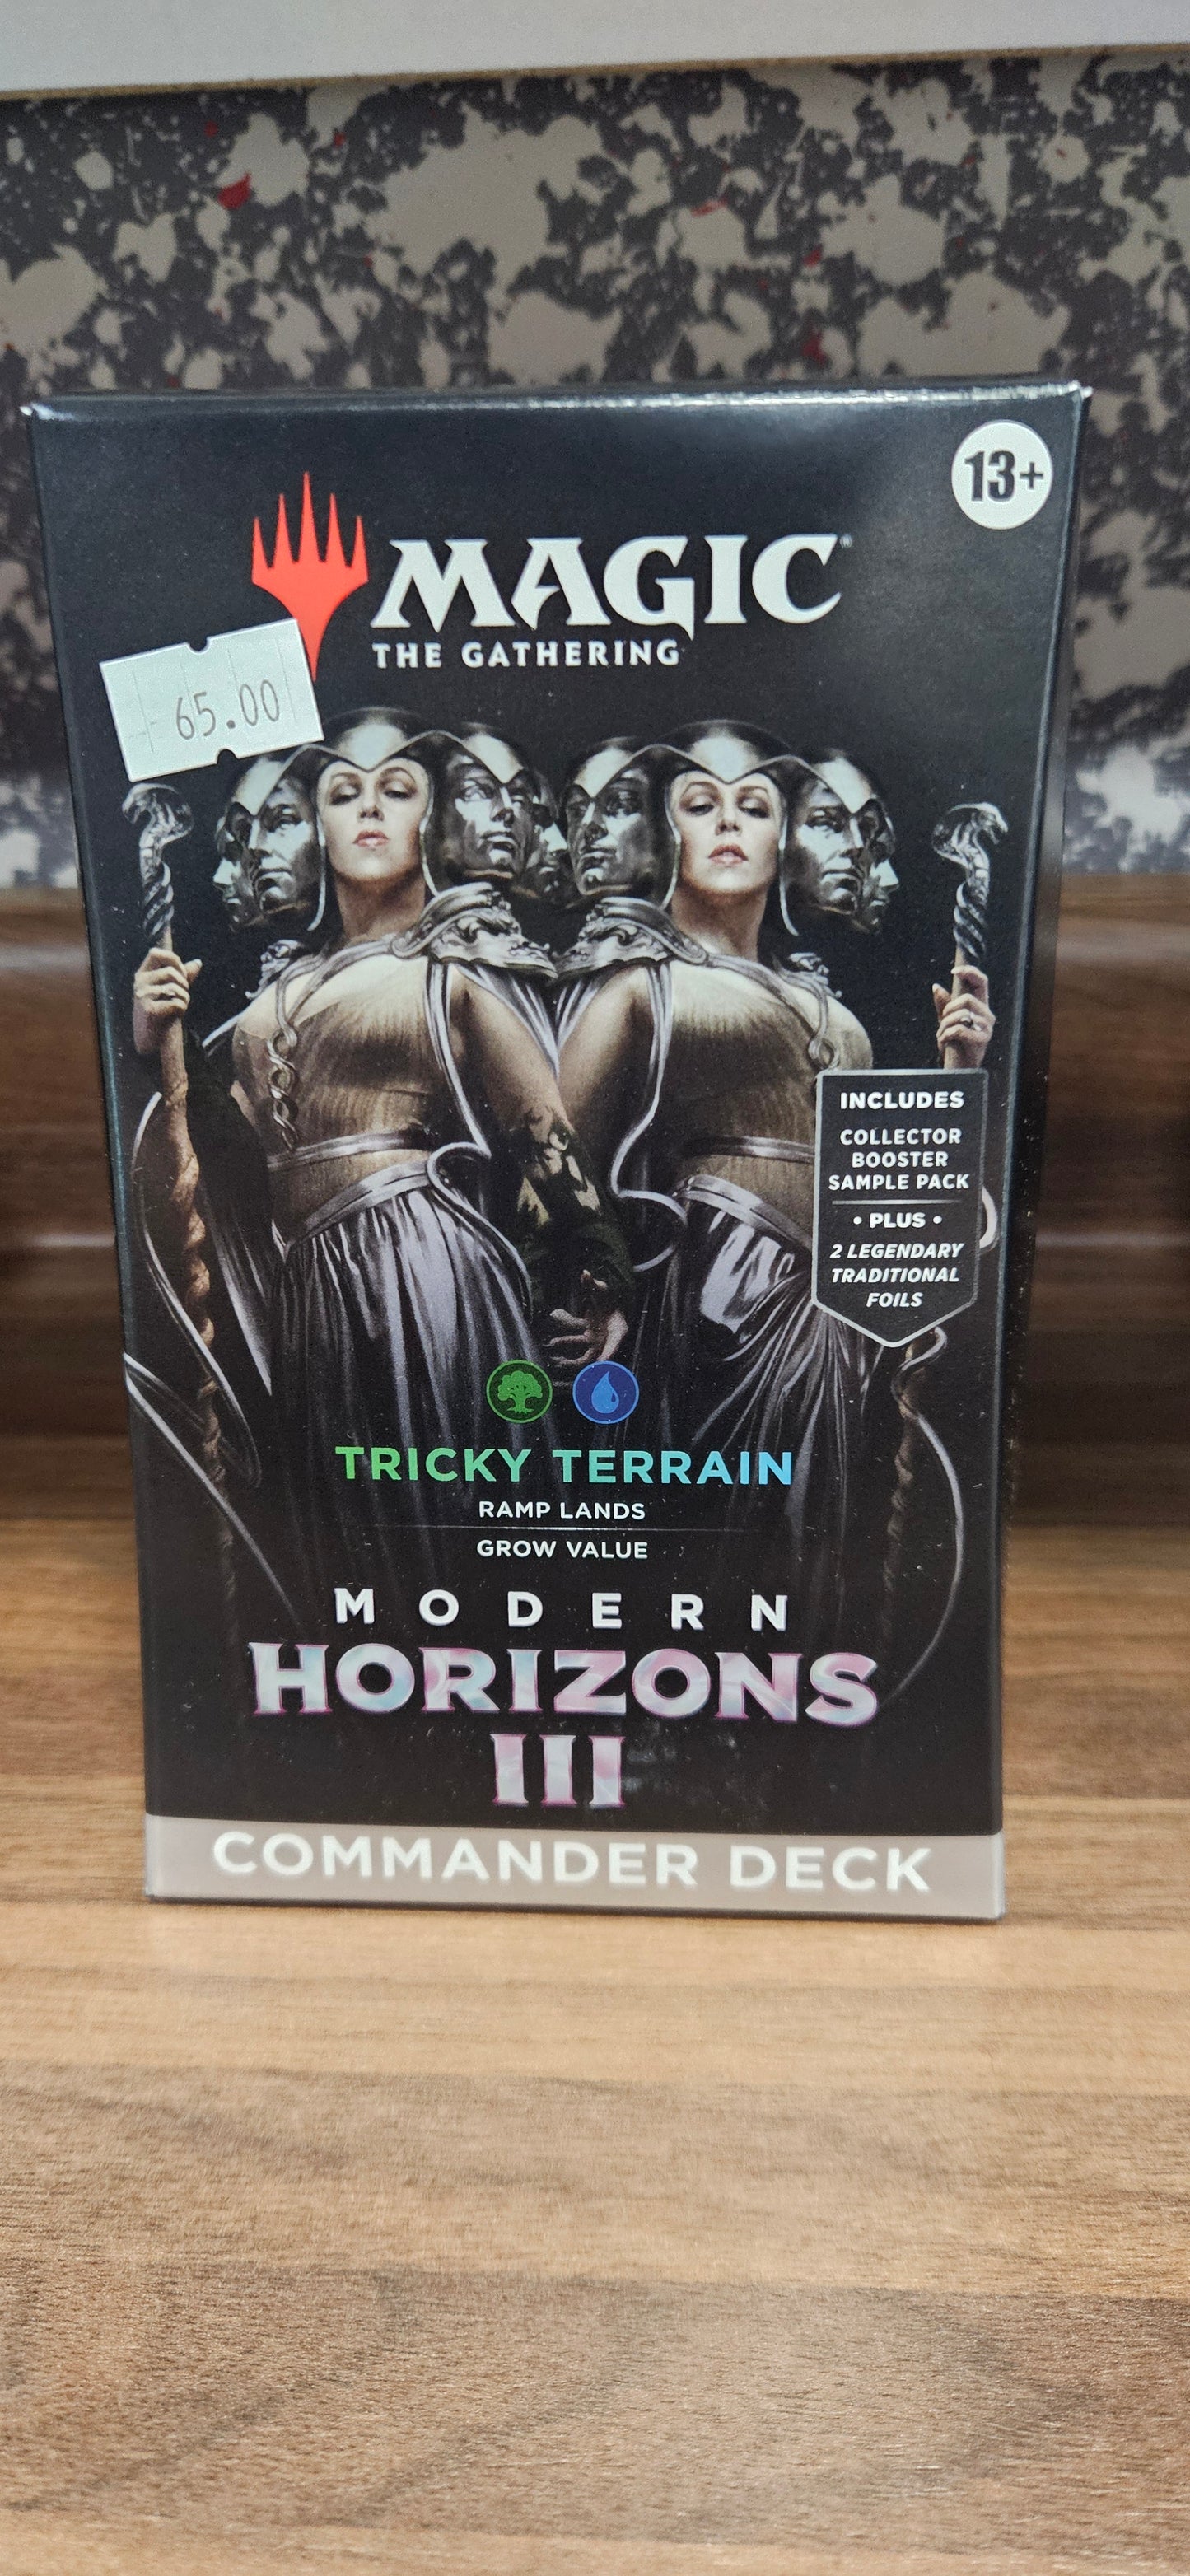 13+
MAGIC®
THE GATHERING
65.00
INCLUDES
COLLECTOR
BOOSTER
SAMPLE PACK
• PLUS •
2 LEGENDARY
TRADITIONAL
FOILS
TRICKY TERRAIN
RAMP LANDS
GROW VALUE
MODERN
HORIZONS
III
COMMANDER DECK